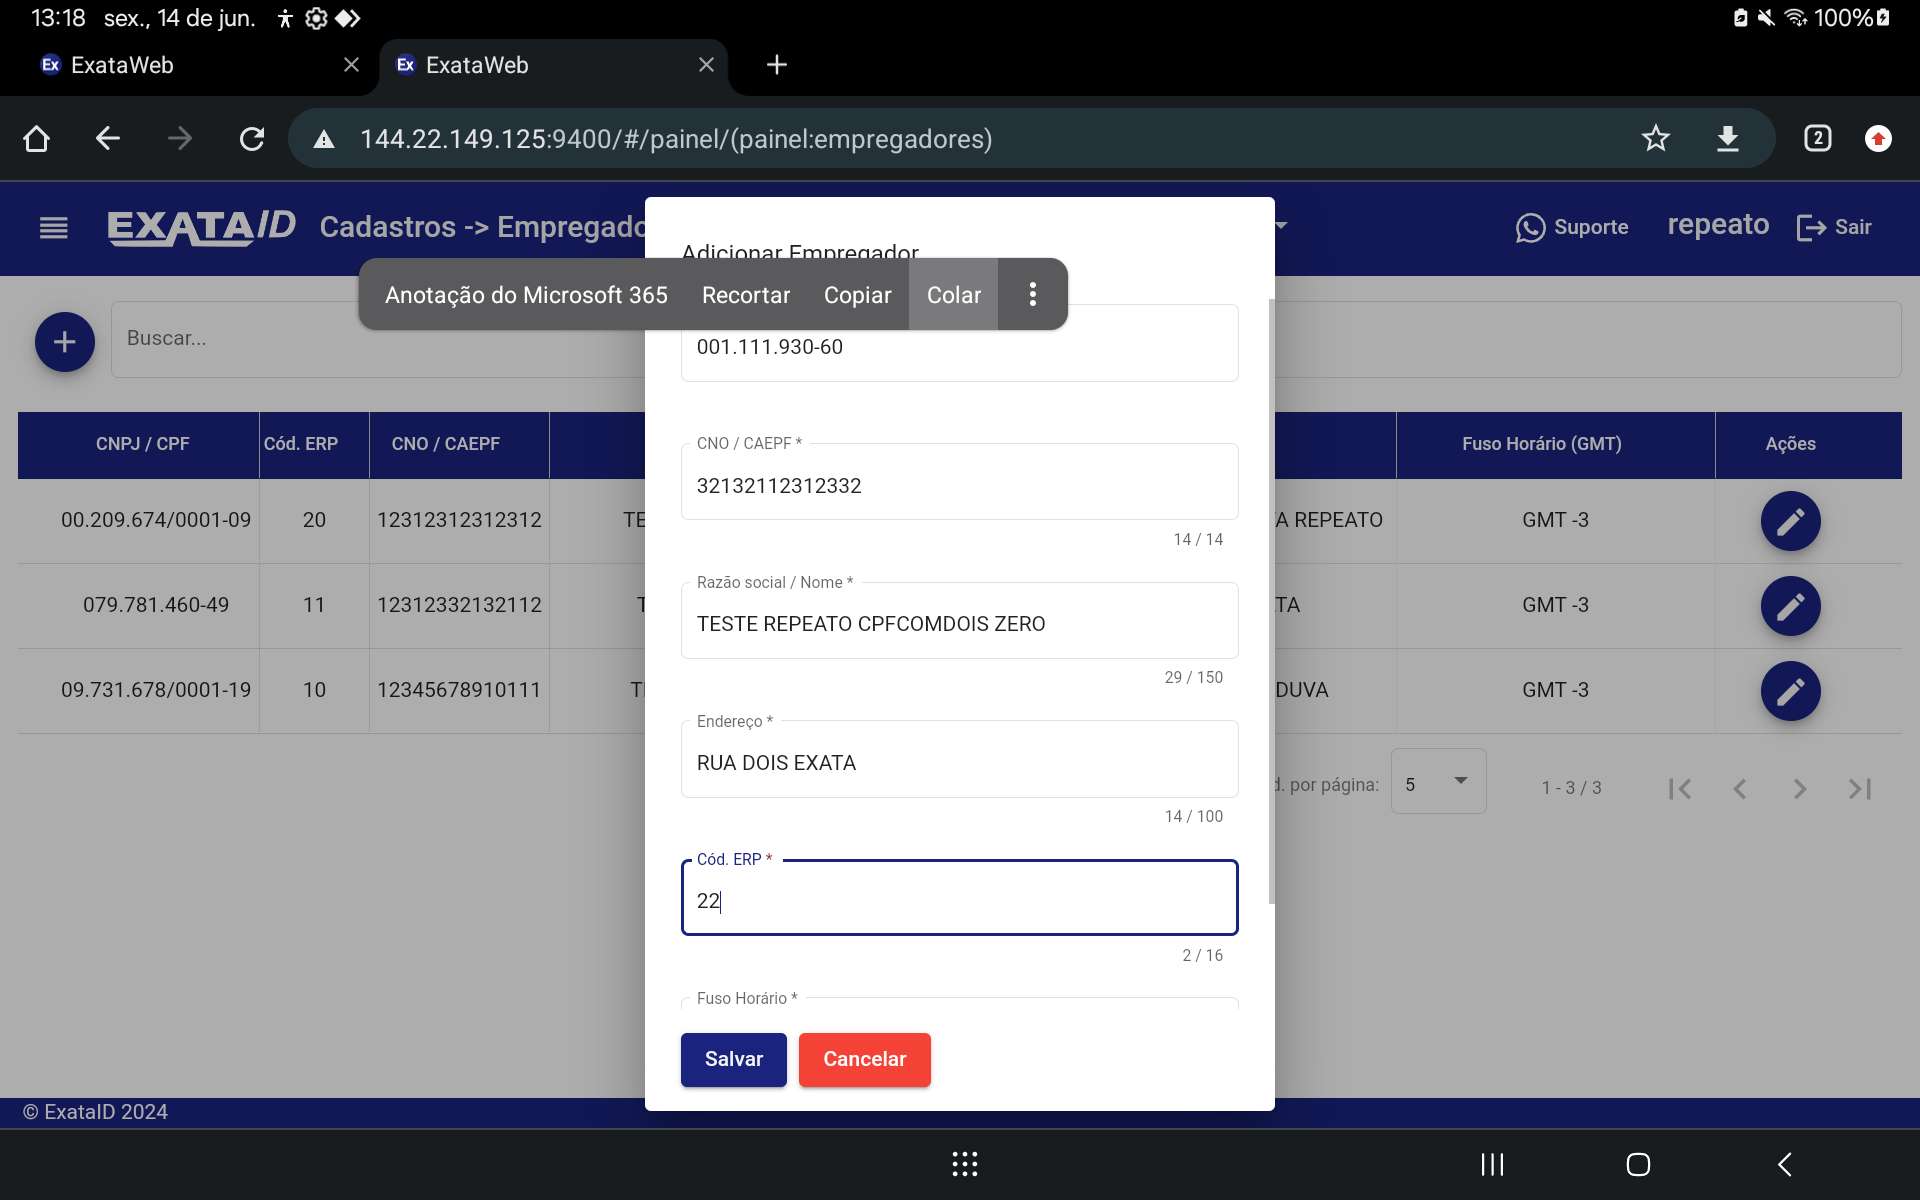 13:18 sex., 14 de jun. 100%
Ex ExataWeb
Ex ExataWeb
144.22.149.125:9400/#/painel/(painel:empregadores)
2
EXATAID Cadastros -> Empregado
Suporte repeato Sair
Adicionar Empregador
Anotação do Microsoft 365 Recortar Copiar Colar
Buscar...
001.111.930-60
CNO / CAEPF *
32132112312332
14 / 14
Razão social / Nome *
TESTE REPEATO CPFCOMDOIS ZERO
29 / 150
Endereço *
RUA DOIS EXATA
14 / 100
Cód. ERP *
22
2 / 16
Fuso Horário *
Salvar Cancelar
CNPJ / CPF Cód. ERP CNO / CAEPF Fuso Horário (GMT) Ações
00.209.674/0001-09 20 12312312312312 TE A REPEATO GMT -3
079.781.460-49 11 12312332132112 T TA GMT -3
09.731.678/0001-19 10 12345678910111 T DUVA GMT -3
d. por página: 5 1 - 3 / 3
© ExataID 2024